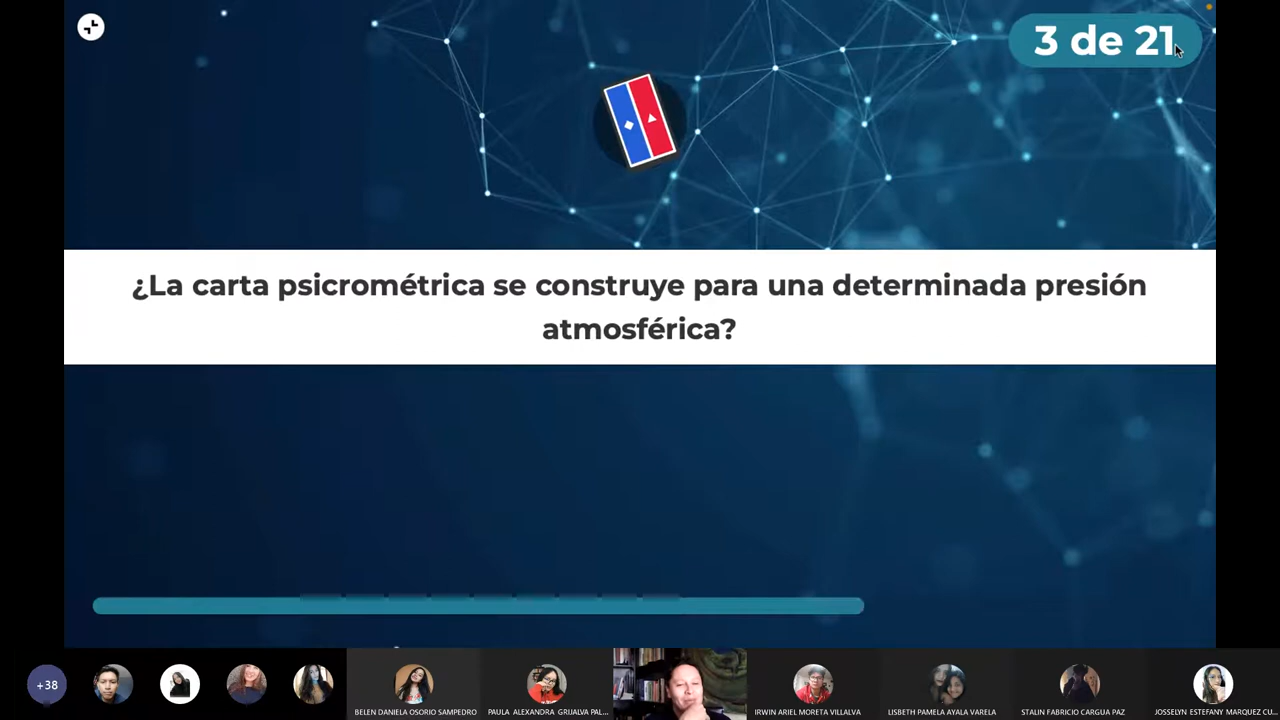 3 de 21
¿La carta psicrométrica se construye para una determinada presión
atmosférica?
+38
BELEN DANIELA OSORIO SAMPEDRO
PAULA ALEXANDRA GRIJALVA PAL...
IRWIN ARIEL MORETA VILLALVA
LISBETH PAMELA AYALA VARELA
STALIN FABRICIO CARGUA PAZ
JOSSELYN ESTEFANY MARQUEZ CU...